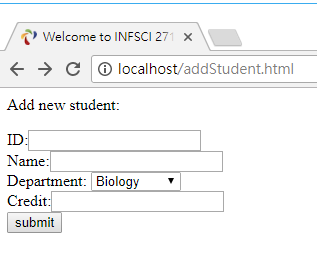 Welcome to INFSCI 271
localhost/addStudent.html
Add new student:
ID:
Name:
Department: Biology
Credit:
submit